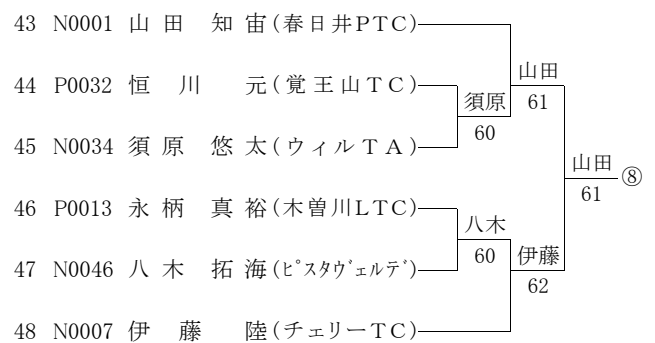 43 N0001 山田 知宙(春日井PTC)
山田
44 P0032 恒川 元(覚王山TC)
須原
61
60
45 N0034 須原 悠太(ウィルTA)
山田
⑧
61
46 P0013 永柄 真裕(木曽川LTC)
八木
60
伊藤
47 N0046 八木 拓海(ピスタヴェルデ)
62
48 N0007 伊藤 陸(チェリーTC)